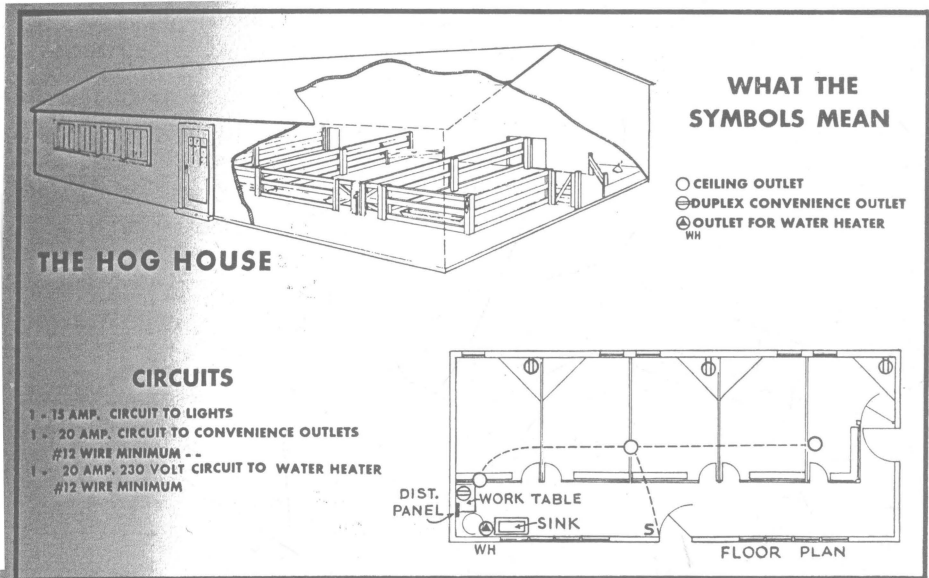 WHAT THE
SYMBOLS MEAN
CEILING OUTLET
DUPLEX CONVENIENCE OUTLET
OUTLET FOR WATER HEATER
WH
THE HOG HOUSE
CIRCUITS
1 - 15 AMP. CIRCUIT TO LIGHTS
1 - 20 AMP. CIRCUIT TO CONVENIENCE OUTLETS
#12 WIRE MINIMUM - -
1 - 20 AMP. 230 VOLT CIRCUIT TO WATER HEATER
#12 WIRE MINIMUM
DIST.
PANEL
WORK TABLE
SINK
S
WH
FLOOR PLAN